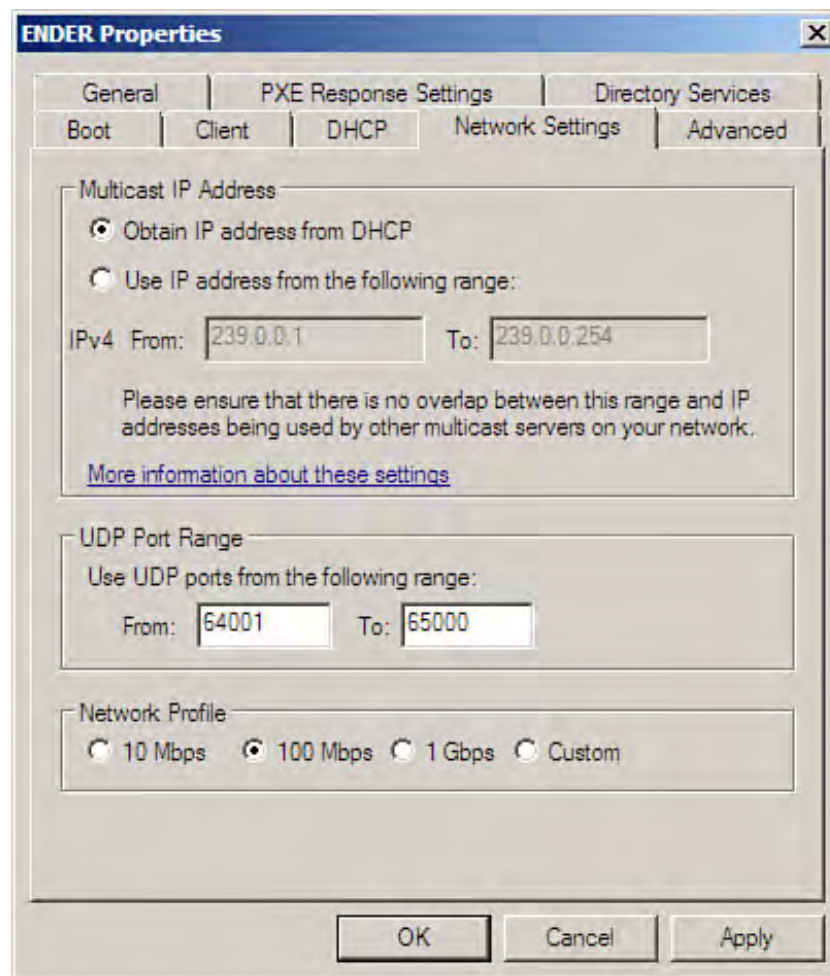 ENDER Properties
General PXE Response Settings Directory Services
Boot Client DHCP Network Settings Advanced
Multicast IP Address
Obtain IP address from DHCP
Use IP address from the following range:
IPv4 From: 239.0.0.1 To: 239.0.0.254
Please ensure that there is no overlap between this range and IP
addresses being used by other multicast servers on your network.
More information about these settings
UDP Port Range
Use UDP ports from the following range:
From: 64001 To: 65000
Network Profile
10 Mbps 100 Mbps 1 Gbps Custom
OK Cancel Apply